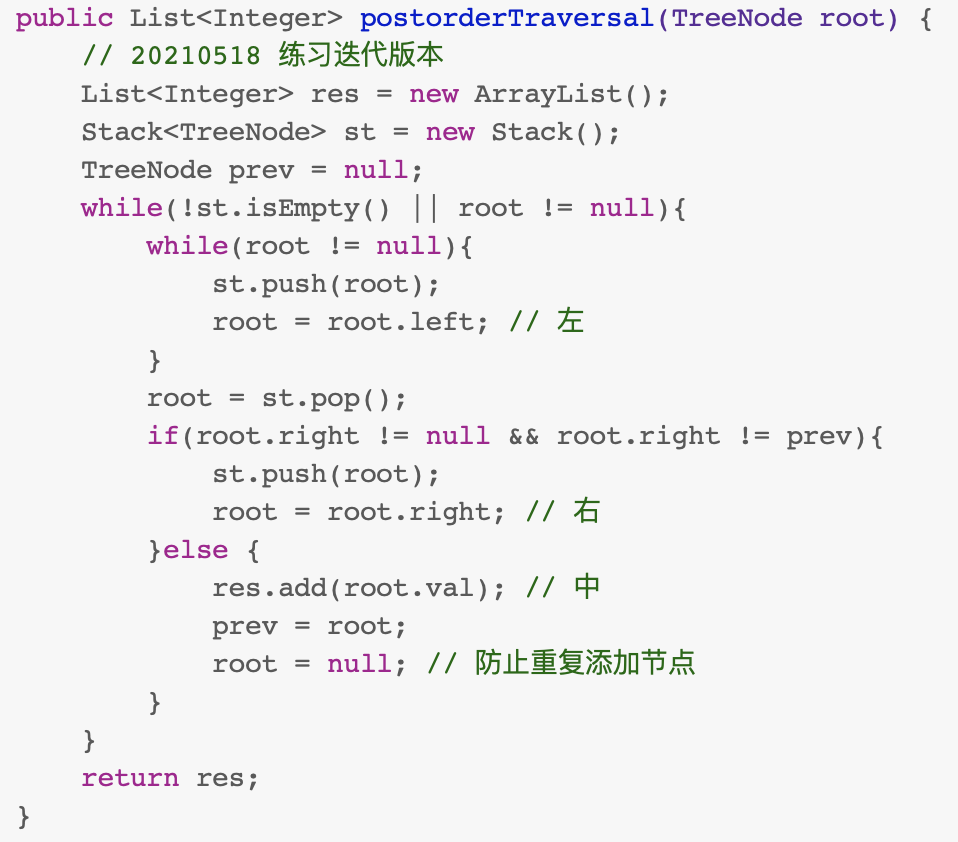 public List<Integer> postorderTraversal(TreeNode root) {
    // 20210518 练习迭代版本
    List<Integer> res = new ArrayList();
    Stack<TreeNode> st = new Stack();
    TreeNode prev = null;
    while(!st.isEmpty() || root != null){
        while(root != null){
            st.push(root);
            root = root.left; // 左
        }
        root = st.pop();
        if(root.right != null && root.right != prev){
            st.push(root);
            root = root.right; // 右
        }else {
            res.add(root.val); // 中
            prev = root;
            root = null; // 防止重复添加节点
        }
    }
    return res;
}